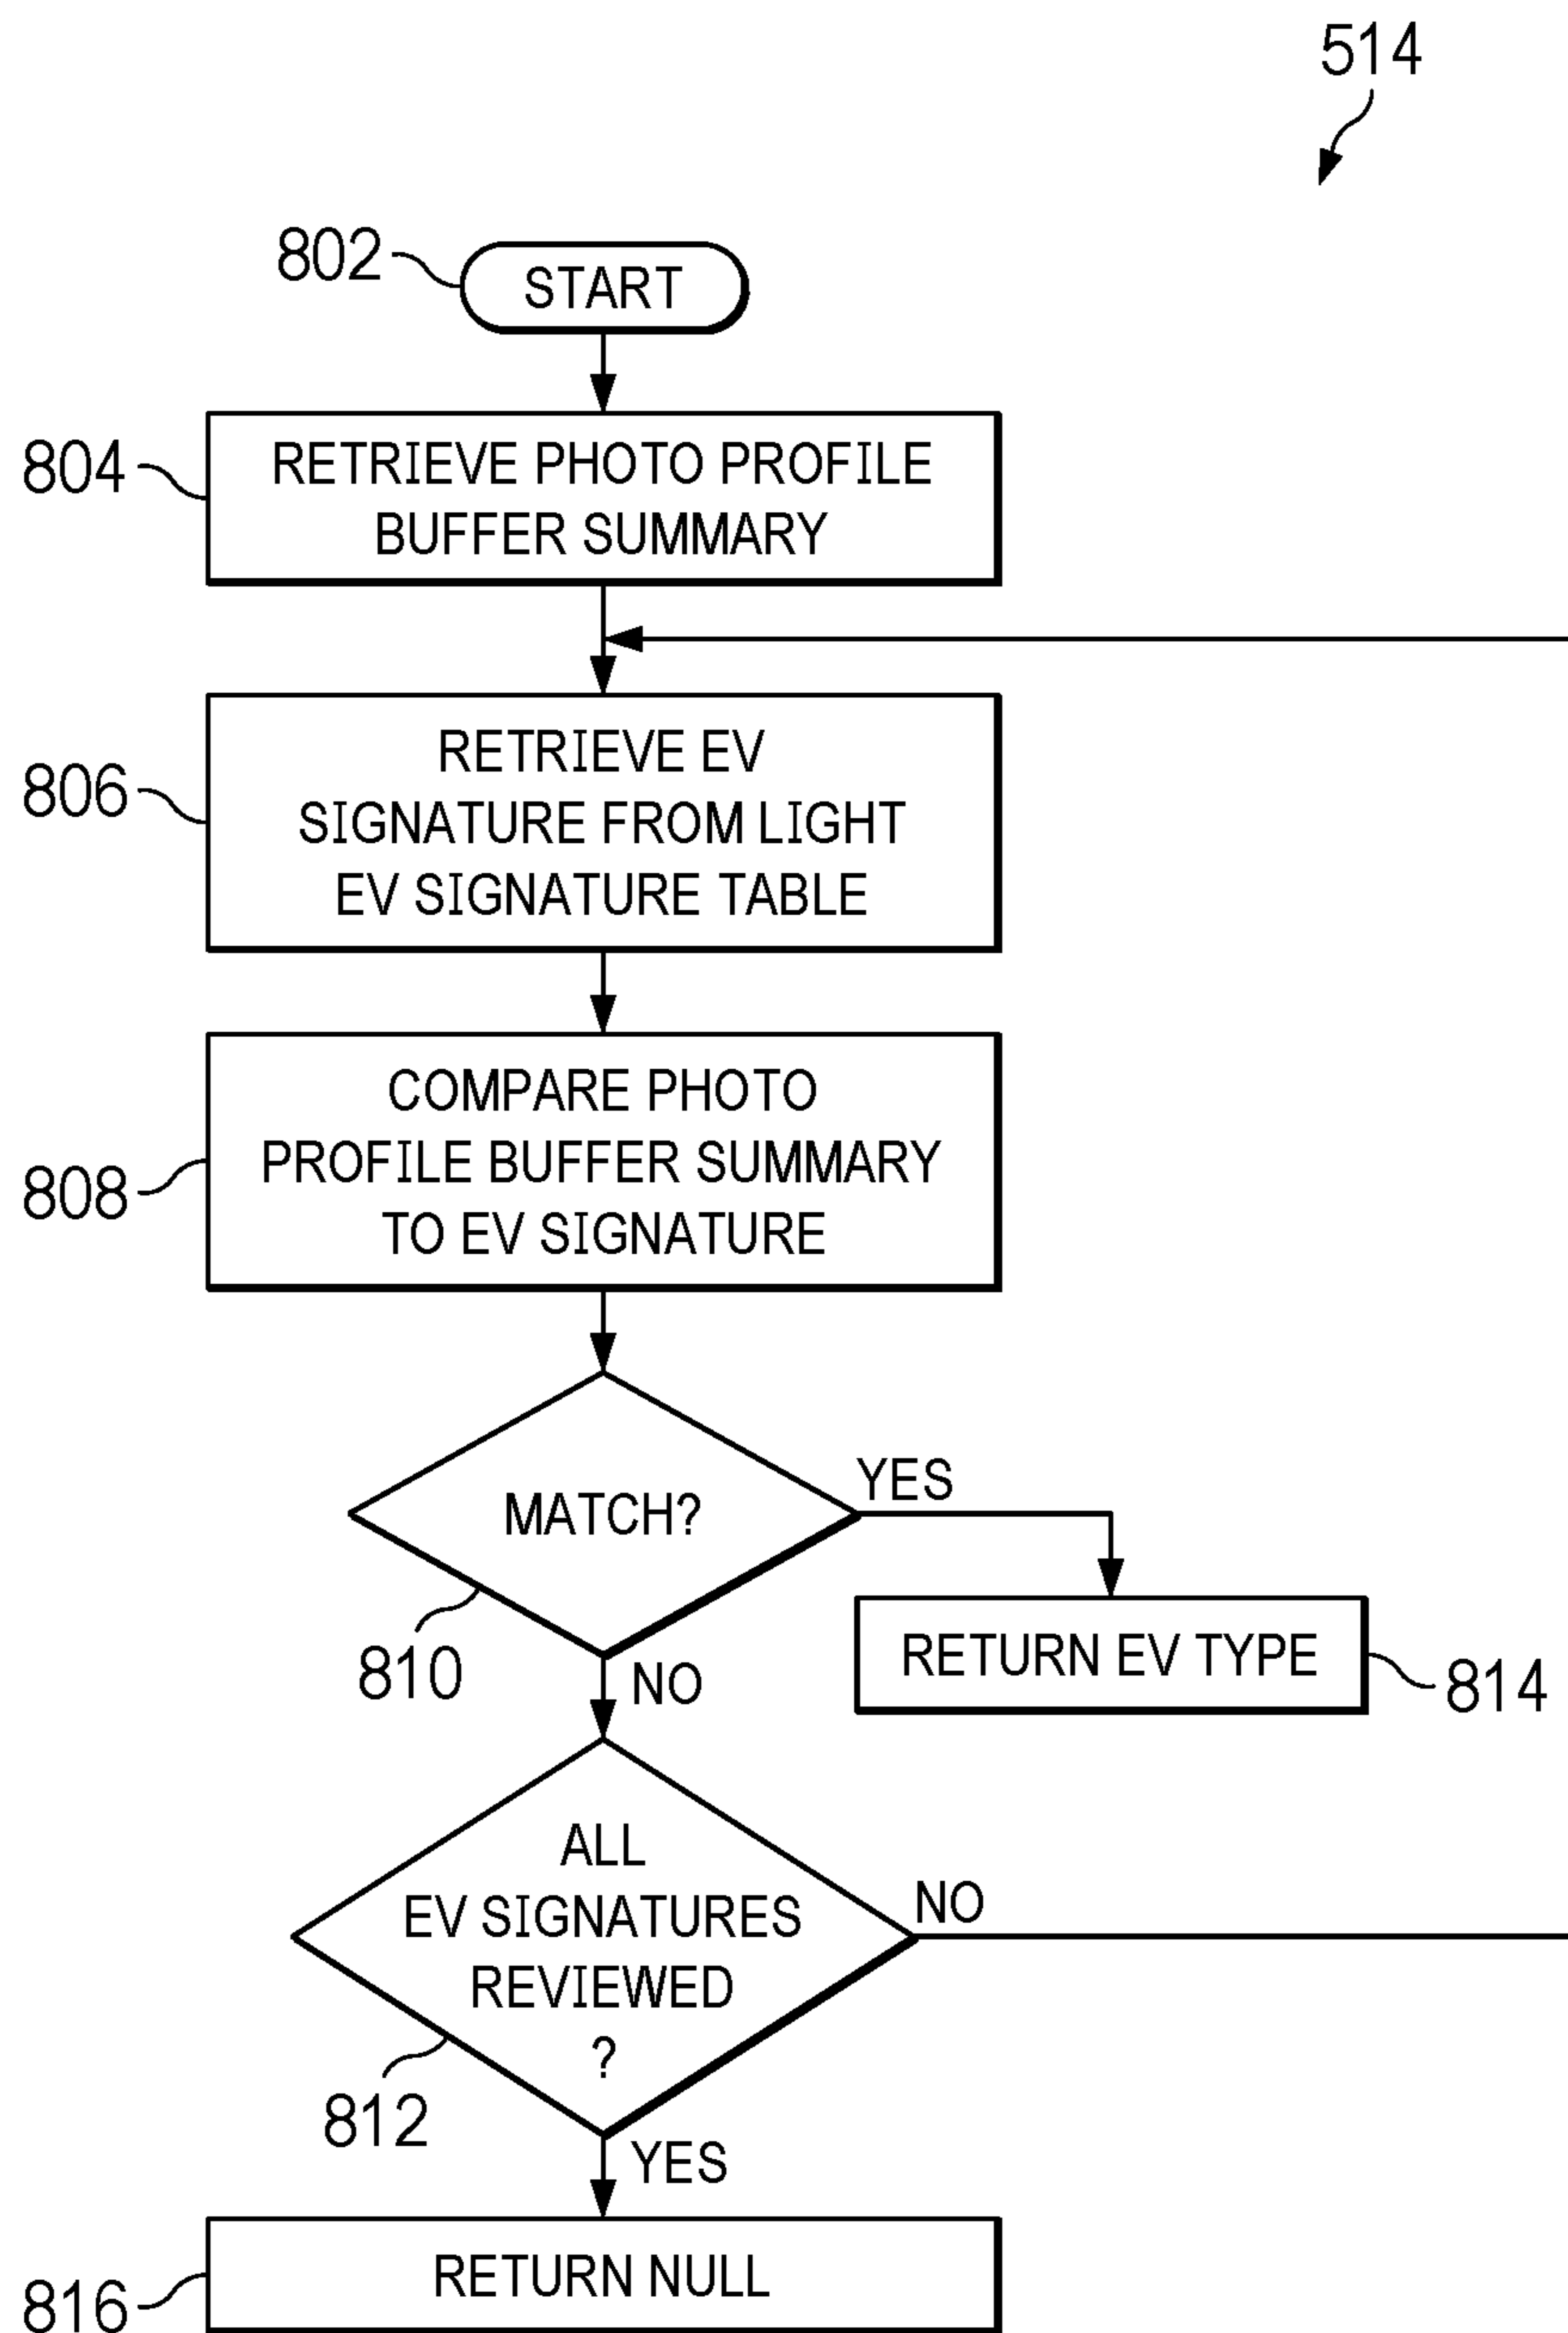 514
802
START
804
RETRIEVE PHOTO PROFILE
BUFFER SUMMARY
806
RETRIEVE EV
SIGNATURE FROM LIGHT
EV SIGNATURE TABLE
808
COMPARE PHOTO
PROFILE BUFFER SUMMARY
TO EV SIGNATURE
MATCH?
YES
810
NO
RETURN EV TYPE
814
ALL
EV SIGNATURES
REVIEWED
?
NO
812
YES
RETURN NULL
816